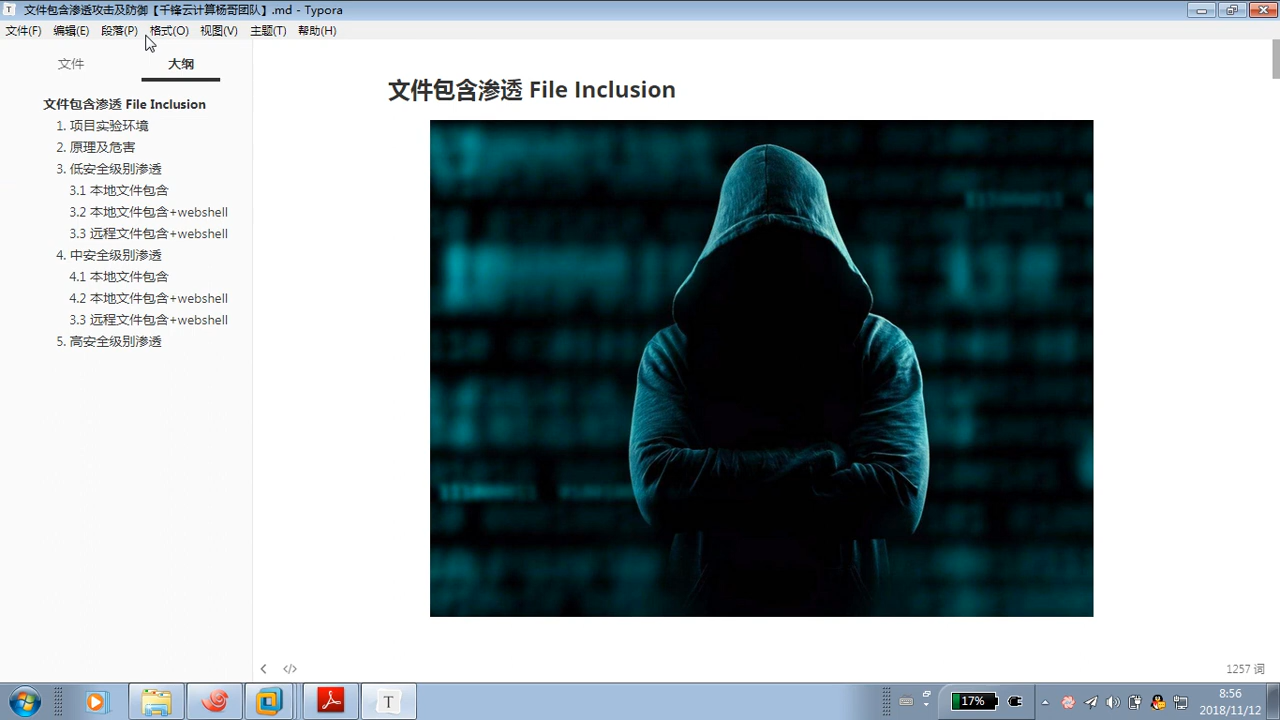 文件包含渗透攻击及防御【千锋云计算杨哥团队】.md - Typora
文件(F) 编辑(E) 段落(P) 格式(O) 视图(V) 主题(T) 帮助(H)
文件 大纲
文件包含渗透 File Inclusion
1. 项目实验环境
2. 原理及危害
3. 低安全级别渗透
3.1 本地文件包含
3.2 本地文件包含+webshell
3.3 远程文件包含+webshell
4. 中安全级别渗透
4.1 本地文件包含
4.2 本地文件包含+webshell
3.3 远程文件包含+webshell
5. 高安全级别渗透
文件包含渗透 File Inclusion
1257 词
T
17%
8:56
2018/11/12